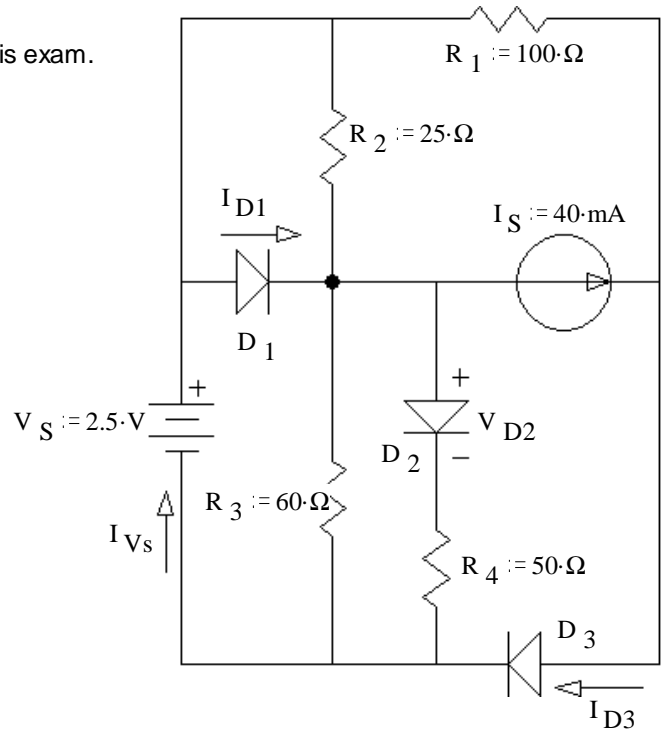 is exam.
R 1 := 100·Ω
R 2 := 25·Ω
I D1
I S := 40·mA
D 1
+
+
V S := 2.5·V
V D2
D 2
–
R 3 := 60·Ω
I Vs
R 4 := 50·Ω
D 3
I D3